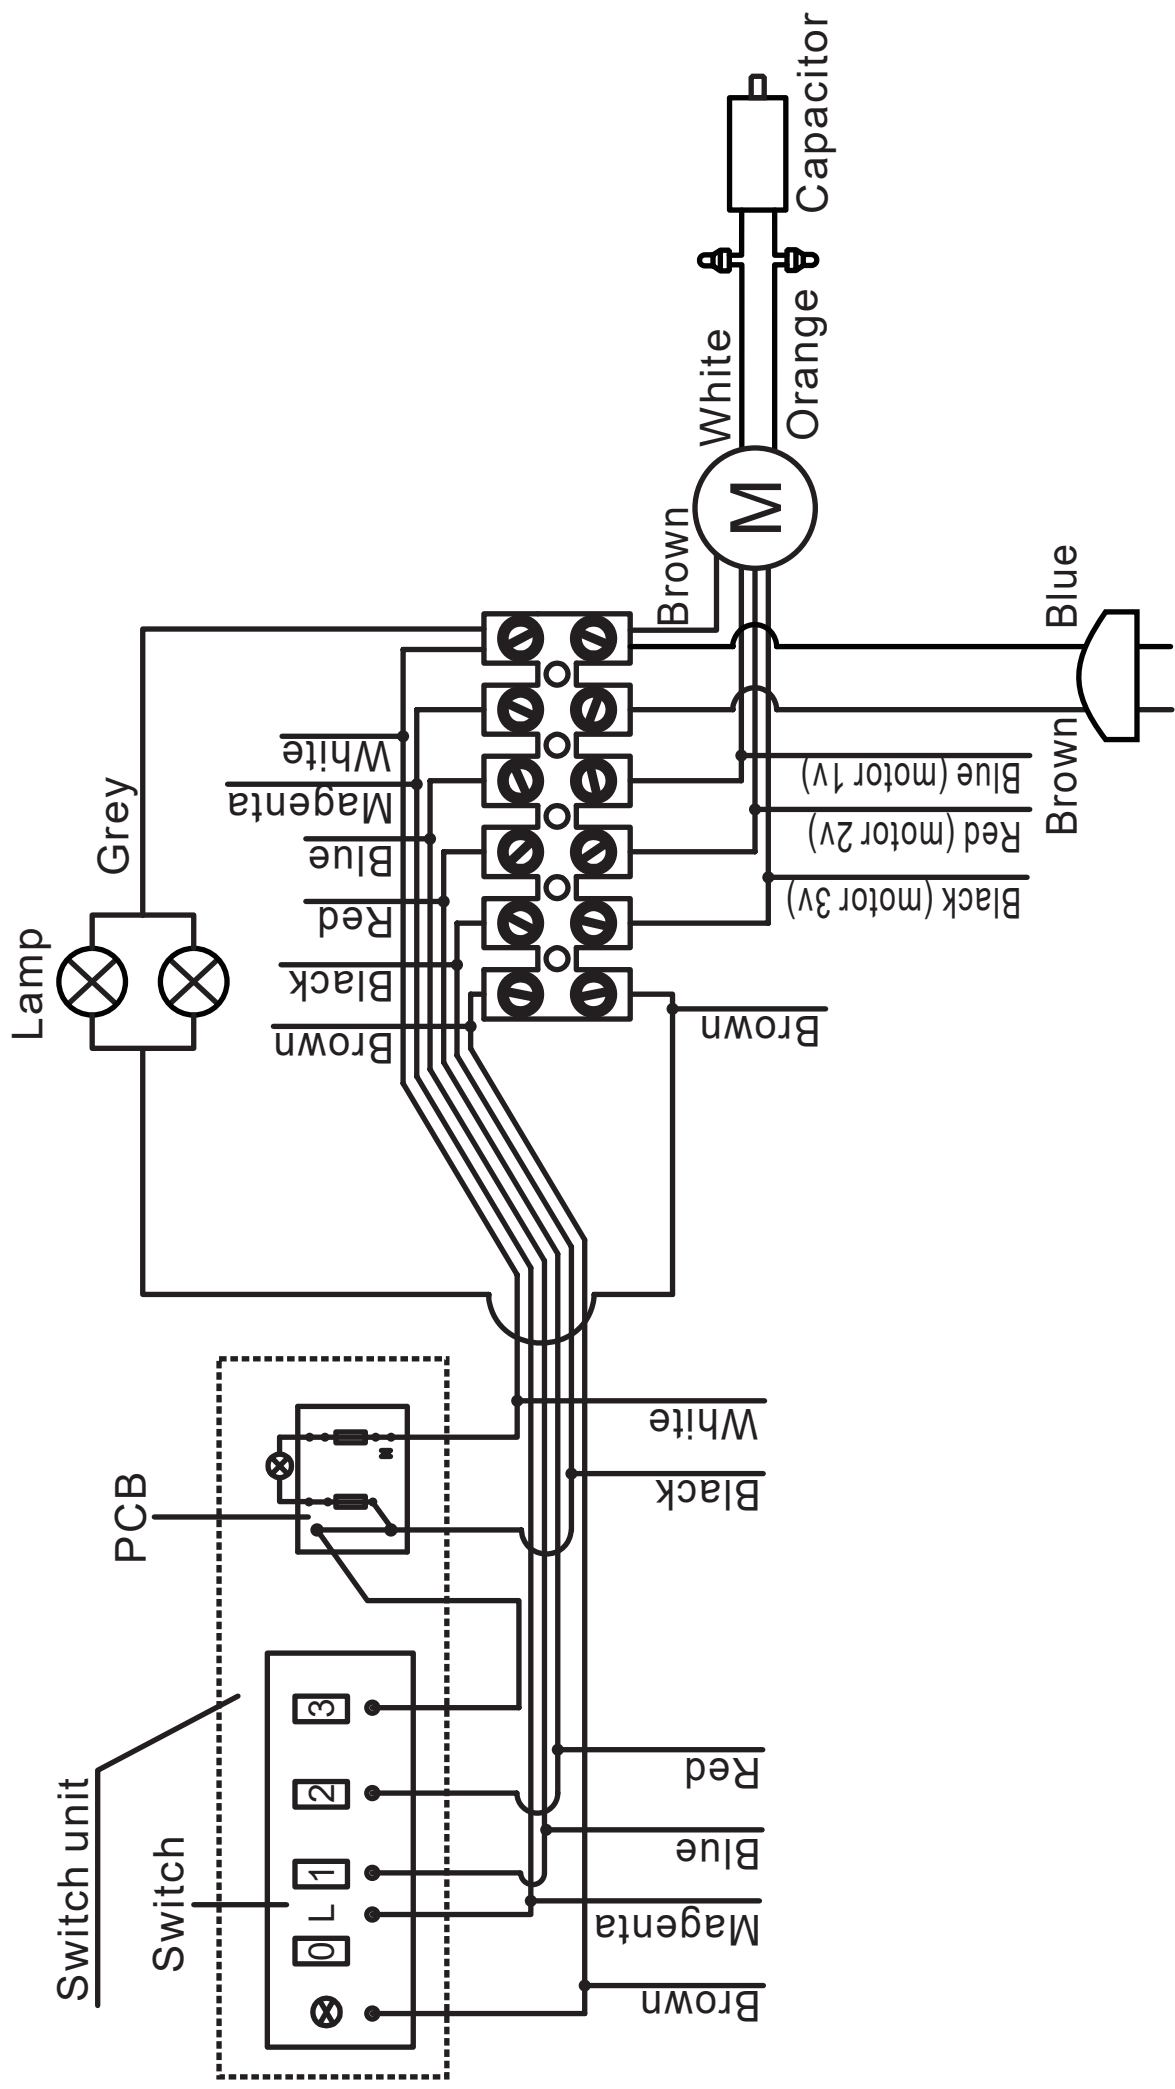 Capacitor
White
Orange
M
Brown
Blue
Brown
Grey
Lamp
White
Magenta
Blue
Red
Black
Brown
Blue (motor 1v)
Red (motor 2v)
Black (motor 3v)
Brown
White
Black
PCB
Switch unit
Switch
3
2
1
L
0
Red
Blue
Magenta
Brown